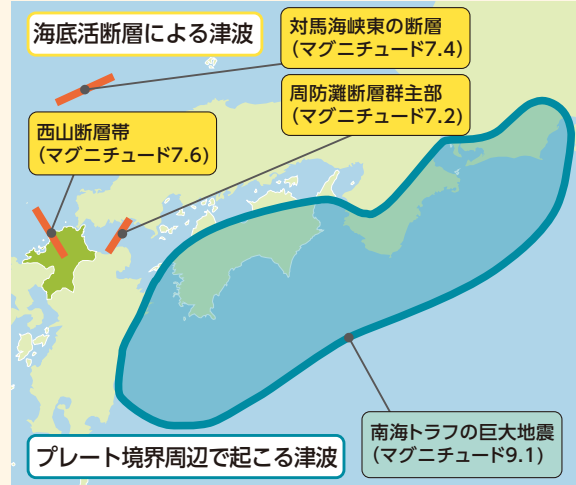 海底活断層による津波
対馬海峡東の断層
(マグニチュード7.4)
周防灘断層群主部
(マグニチュード7.2)
西山断層帯
(マグニチュード7.6)
南海トラフの巨大地震
(マグニチュード9.1)
プレート境界周辺で起こる津波